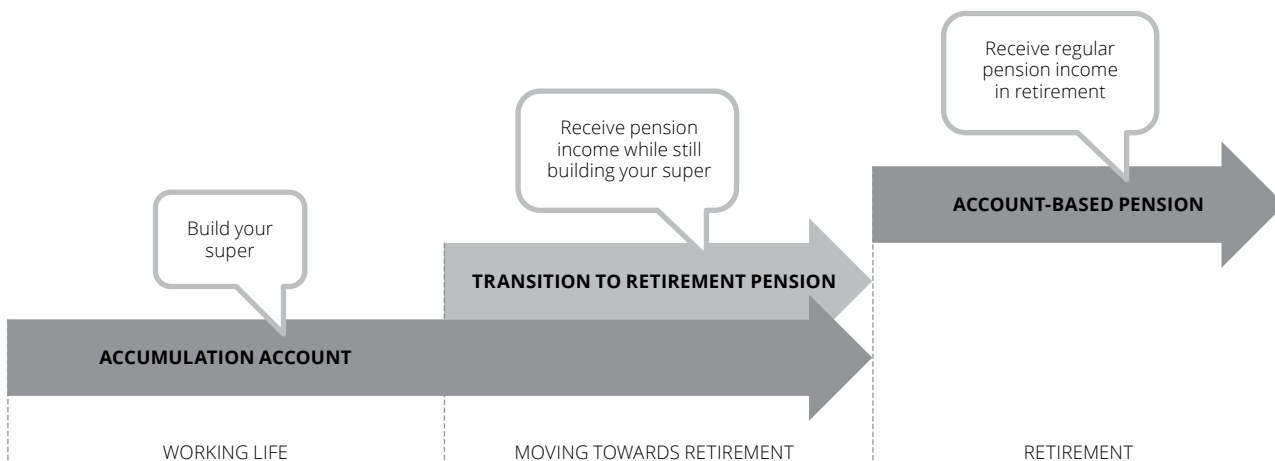 Receive regular
pension income
in retirement
Receive pension
income while still
building your super
ACCOUNT-BASED PENSION
Build your
super
TRANSITION TO RETIREMENT PENSION
ACCUMULATION ACCOUNT
WORKING LIFE
MOVING TOWARDS RETIREMENT
RETIREMENT